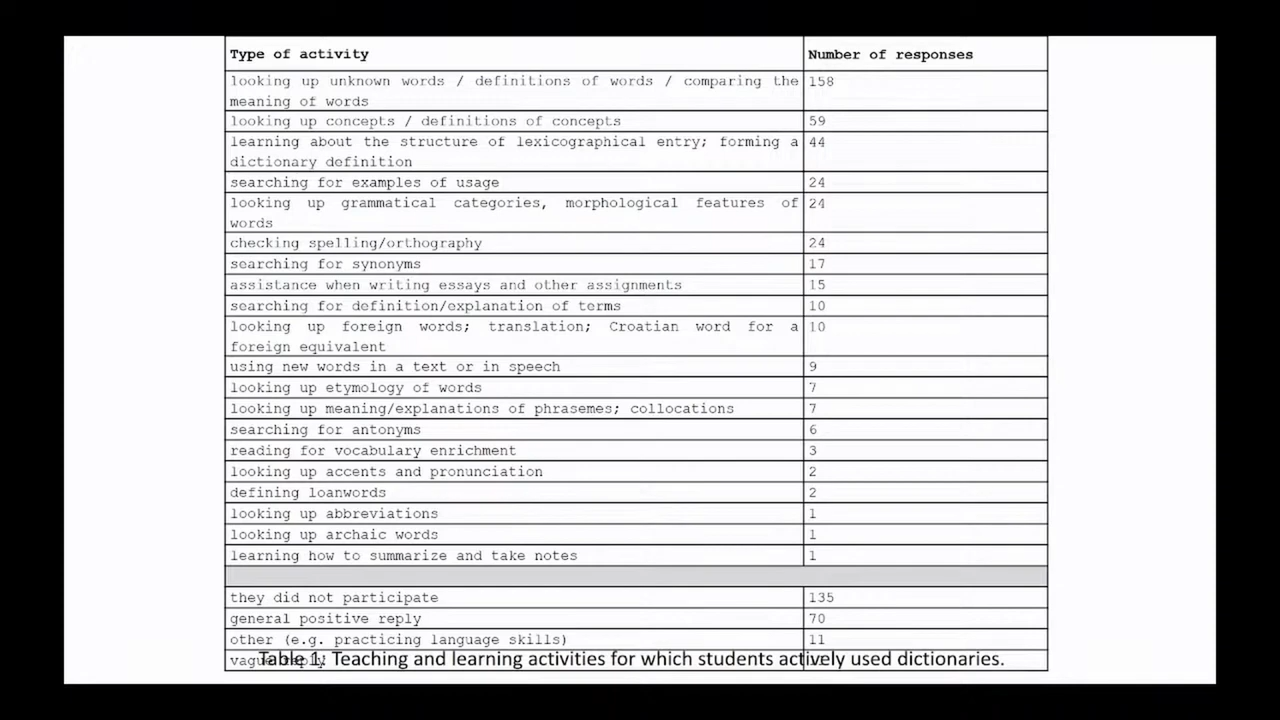 Type of activity Number of responses
looking up unknown words / definitions of words / comparing the 158
meaning of words
looking up concepts / definitions of concepts 59
learning about the structure of lexicographical entry; forming a 44
dictionary definition
searching for examples of usage 24
looking up grammatical categories, morphological features of 24
words
checking spelling/orthography 24
searching for synonyms 17
assistance when writing essays and other assignments 15
searching for definition/explanation of terms 10
looking up foreign words; translation; Croatian word for a 10
foreign equivalent
using new words in a text or in speech 9
looking up etymology of words 7
looking up meaning/explanations of phrasemes; collocations 7
searching for antonyms 6
reading for vocabulary enrichment 3
looking up accents and pronunciation 2
defining loanwords 2
looking up abbreviations 1
looking up archaic words 1
learning how to summarize and take notes 1
they did not participate 135
general positive reply 70
other (e.g. practicing language skills) 11
vague reply
Table 1: Teaching and learning activities for which students actively used dictionaries.